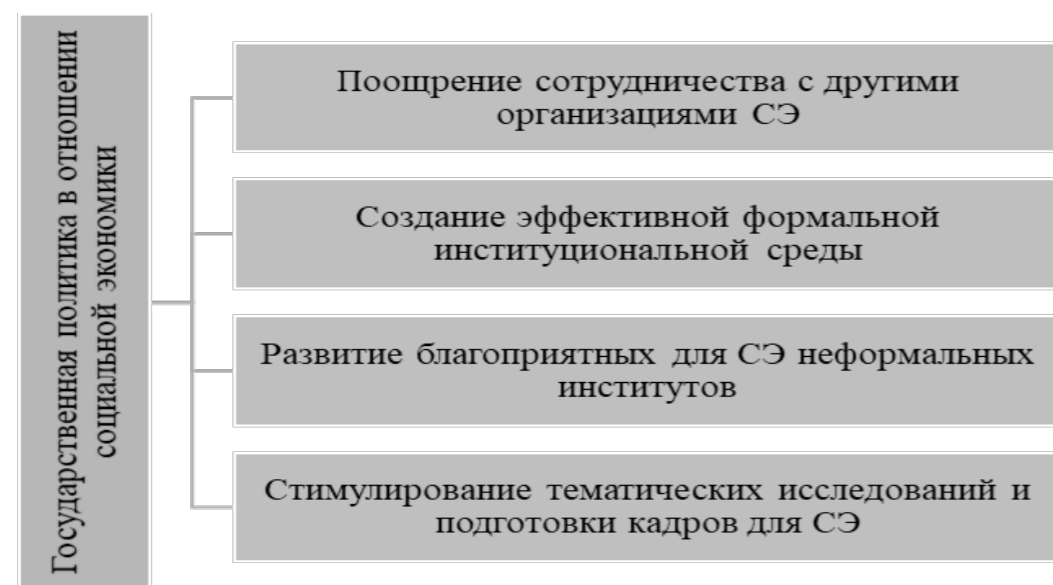 Государственная политика в отношении
социальной экономики
Поощрение сотрудничества с другими
организациями СЭ
Создание эффективной формальной
институциональной среды
Развитие благоприятных для СЭ неформальных
институтов
Стимулирование тематических исследований и
подготовки кадров для СЭ